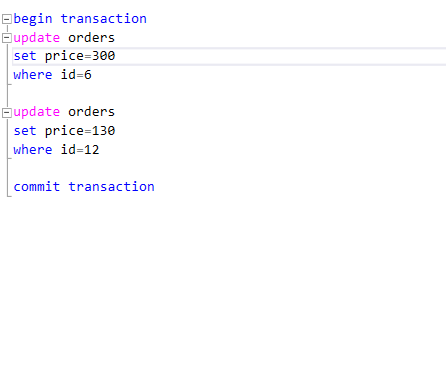 begin transaction
update orders
set price=300
where id=6
update orders
set price=130
where id=12
commit transaction